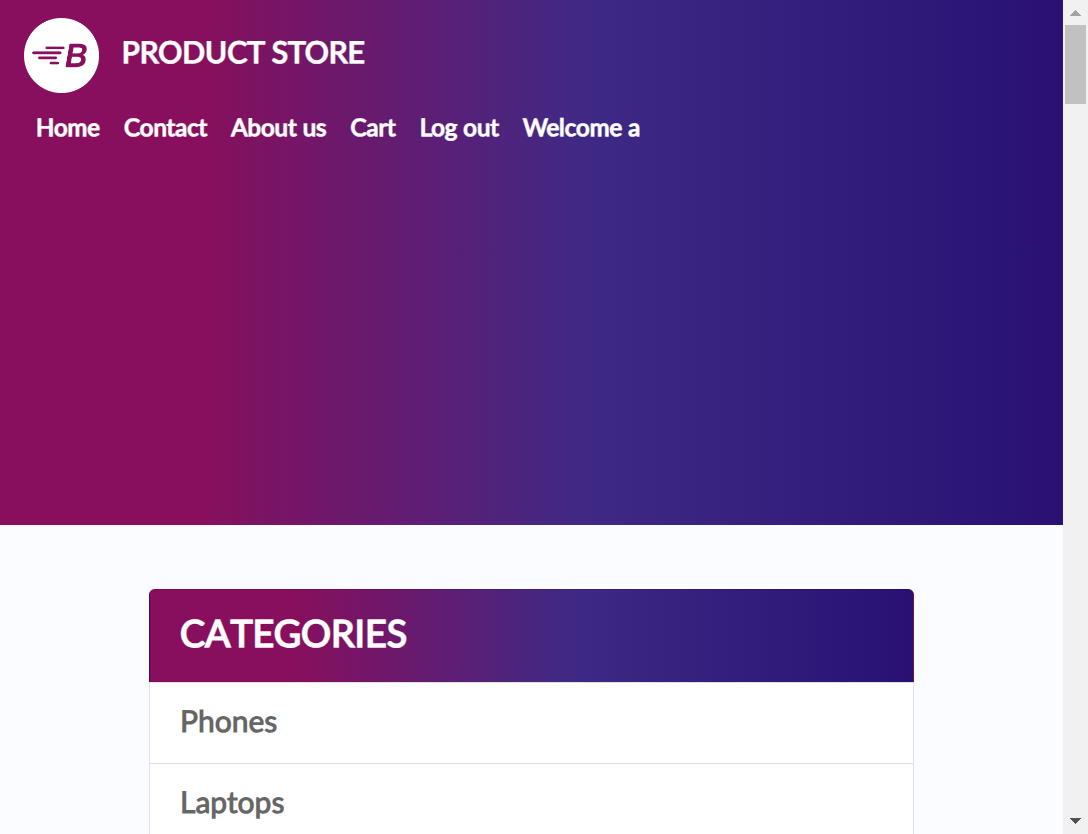 B
PRODUCT STORE
Home Contact About us Cart Log out Welcome a
CATEGORIES
Phones
Laptops